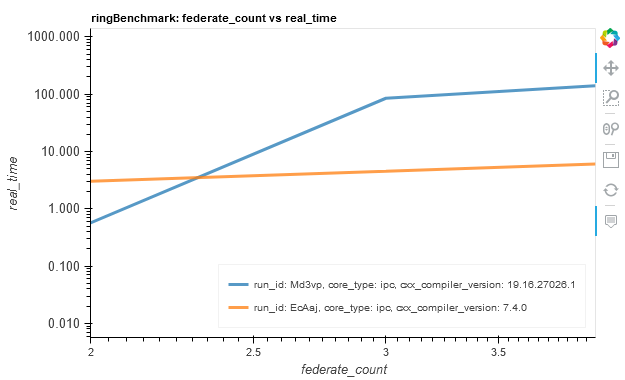 ringBenchmark: federate_count vs real_time
1000.000
100.000
10.000
1.000
0.100
0.010
real_time
2
2.5
3
3.5
federate_count
run_id: Md3vp, core_type: ipc, cxx_compiler_version: 19.16.27026.1
run_id: EcAaj, core_type: ipc, cxx_compiler_version: 7.4.0